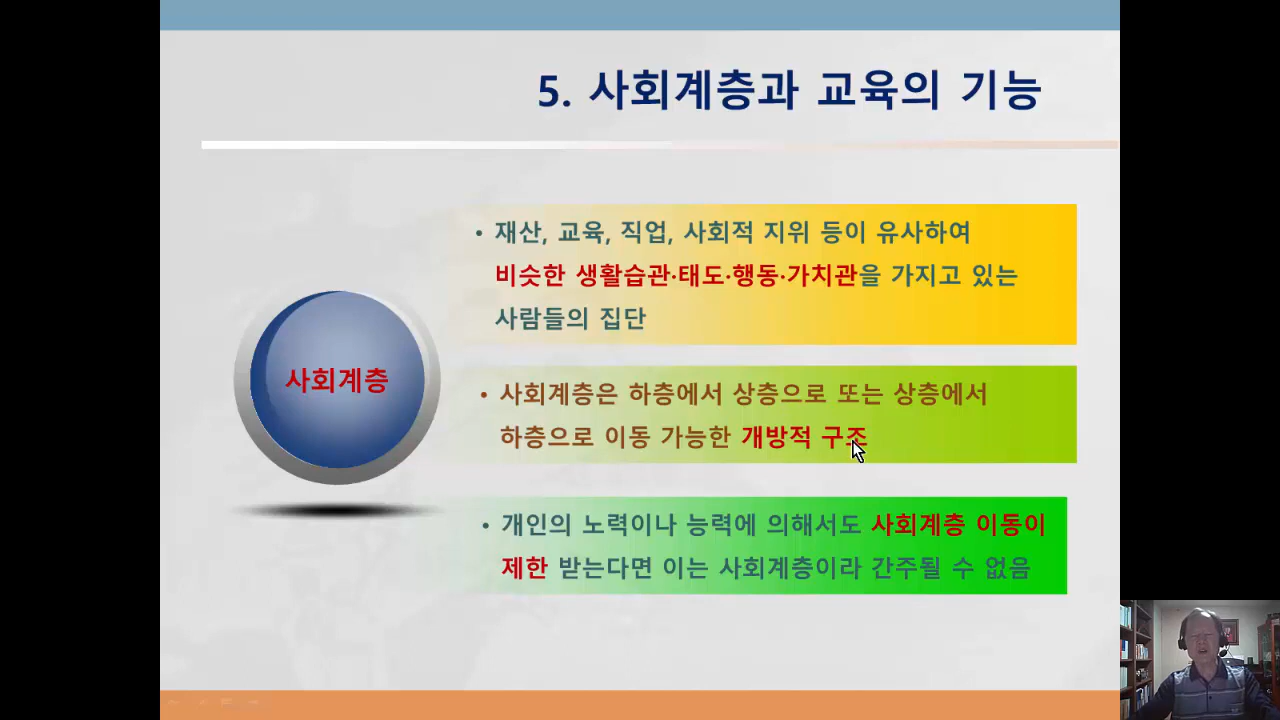 5. 사회계층과 교육의 기능
• 재산, 교육, 직업, 사회적 지위 등이 유사하여
비슷한 생활습관·태도·행동·가치관을 가지고 있는
사람들의 집단
사회계층
• 사회계층은 하층에서 상층으로 또는 상층에서
하층으로 이동 가능한 개방적 구조
• 개인의 노력이나 능력에 의해서도 사회계층 이동이
제한 받는다면 이는 사회계층이라 간주될 수 없음